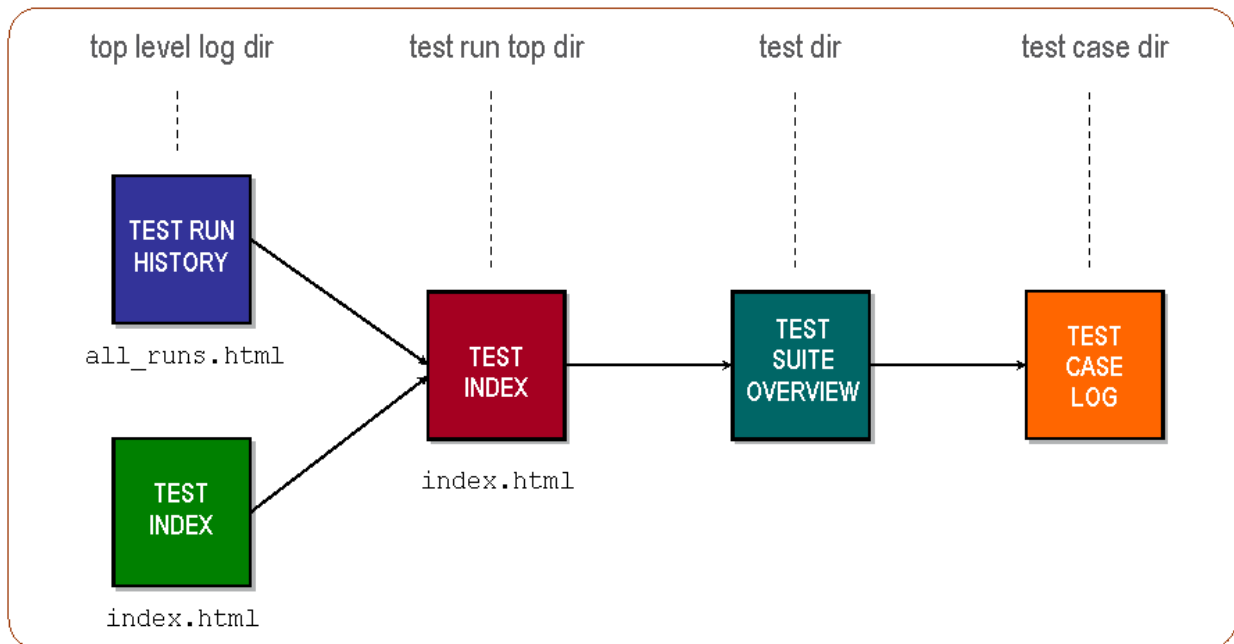 top level log dir
test run top dir
test dir
test case dir
TEST RUN
HISTORY
all_runs.html
TEST
INDEX
index.html
TEST
INDEX
index.html
TEST
SUITE
OVERVIEW
TEST
CASE
LOG